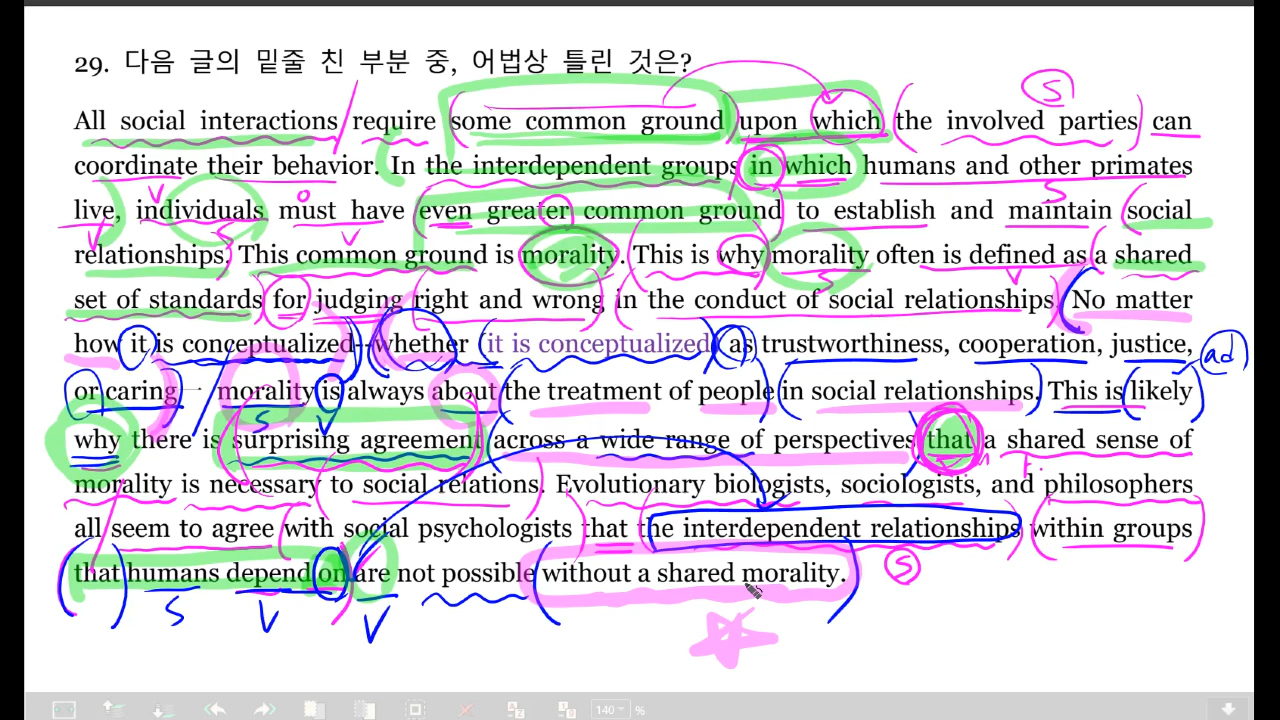 29. 다음 글의 밑줄 친 부분 중, 어법상 틀린 것은?
All social interactions require some common ground upon which the involved parties can
coordinate their behavior. In the interdependent groups in which humans and other primates
live, individuals must have even greater common ground to establish and maintain social
relationships. This common ground is morality. This is why morality often is defined as a shared
set of standards for judging right and wrong in the conduct of social relationships. No matter
how it is conceptualized--whether it is conceptualized as trustworthiness, cooperation, justice,
or caring — morality is always about the treatment of people in social relationships. This is likely
why there is surprising agreement across a wide range of perspectives that a shared sense of
morality is necessary to social relations. Evolutionary biologists, sociologists, and philosophers
all seem to agree with social psychologists that the interdependent relationships within groups
that humans depend on are not possible without a shared morality.
S
V
O
S
S
V
V
S
S
V
ad
S
V
S
V
V
S
140 %